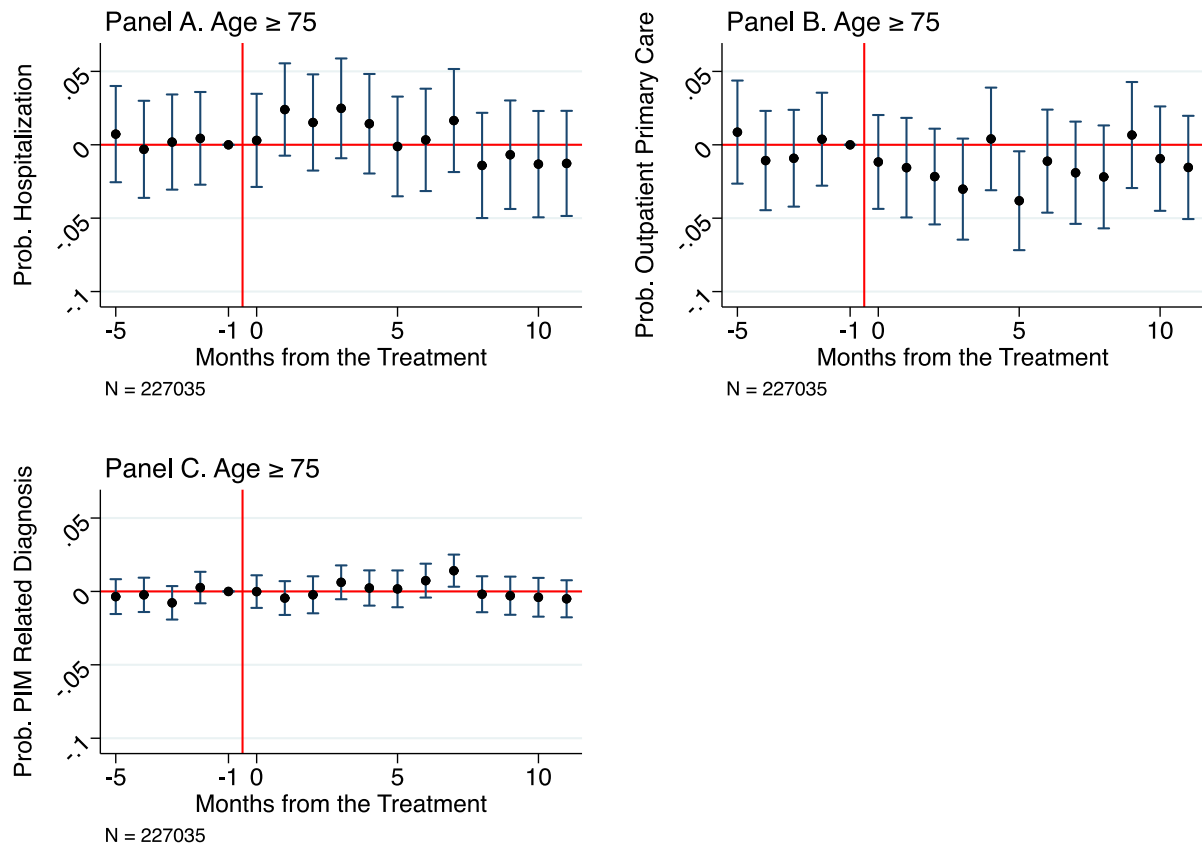 Panel A. Age ≥ 75
Prob. Hospitalization
.05
0
-.05
-.1
-5 -1 0 5 10
Months from the Treatment
N = 227035
Panel B. Age ≥ 75
Prob. Outpatient Primary Care
.05
0
-.05
-.1
-5 -1 0 5 10
Months from the Treatment
N = 227035
Panel C. Age ≥ 75
Prob. PIM Related Diagnosis
.05
0
-.05
-.1
-5 -1 0 5 10
Months from the Treatment
N = 227035